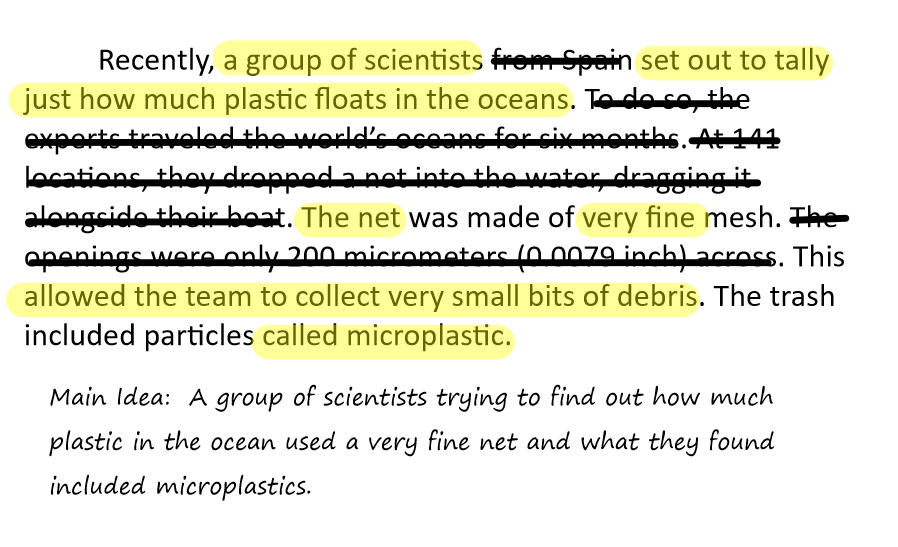 Recently, a group of scientists from Spain set out to tally
just how much plastic floats in the oceans. To do so, the
experts traveled the world's oceans for six months. At 141
locations, they dropped a net into the water, dragging it
alongside their boat. The net was made of very fine mesh. The
openings were only 200 micrometers (0.0079 inch) across. This
allowed the team to collect very small bits of debris. The trash
included particles called microplastic.
Main Idea: A group of scientists trying to find out how much
plastic in the ocean used a very fine net and what they found
included microplastics.